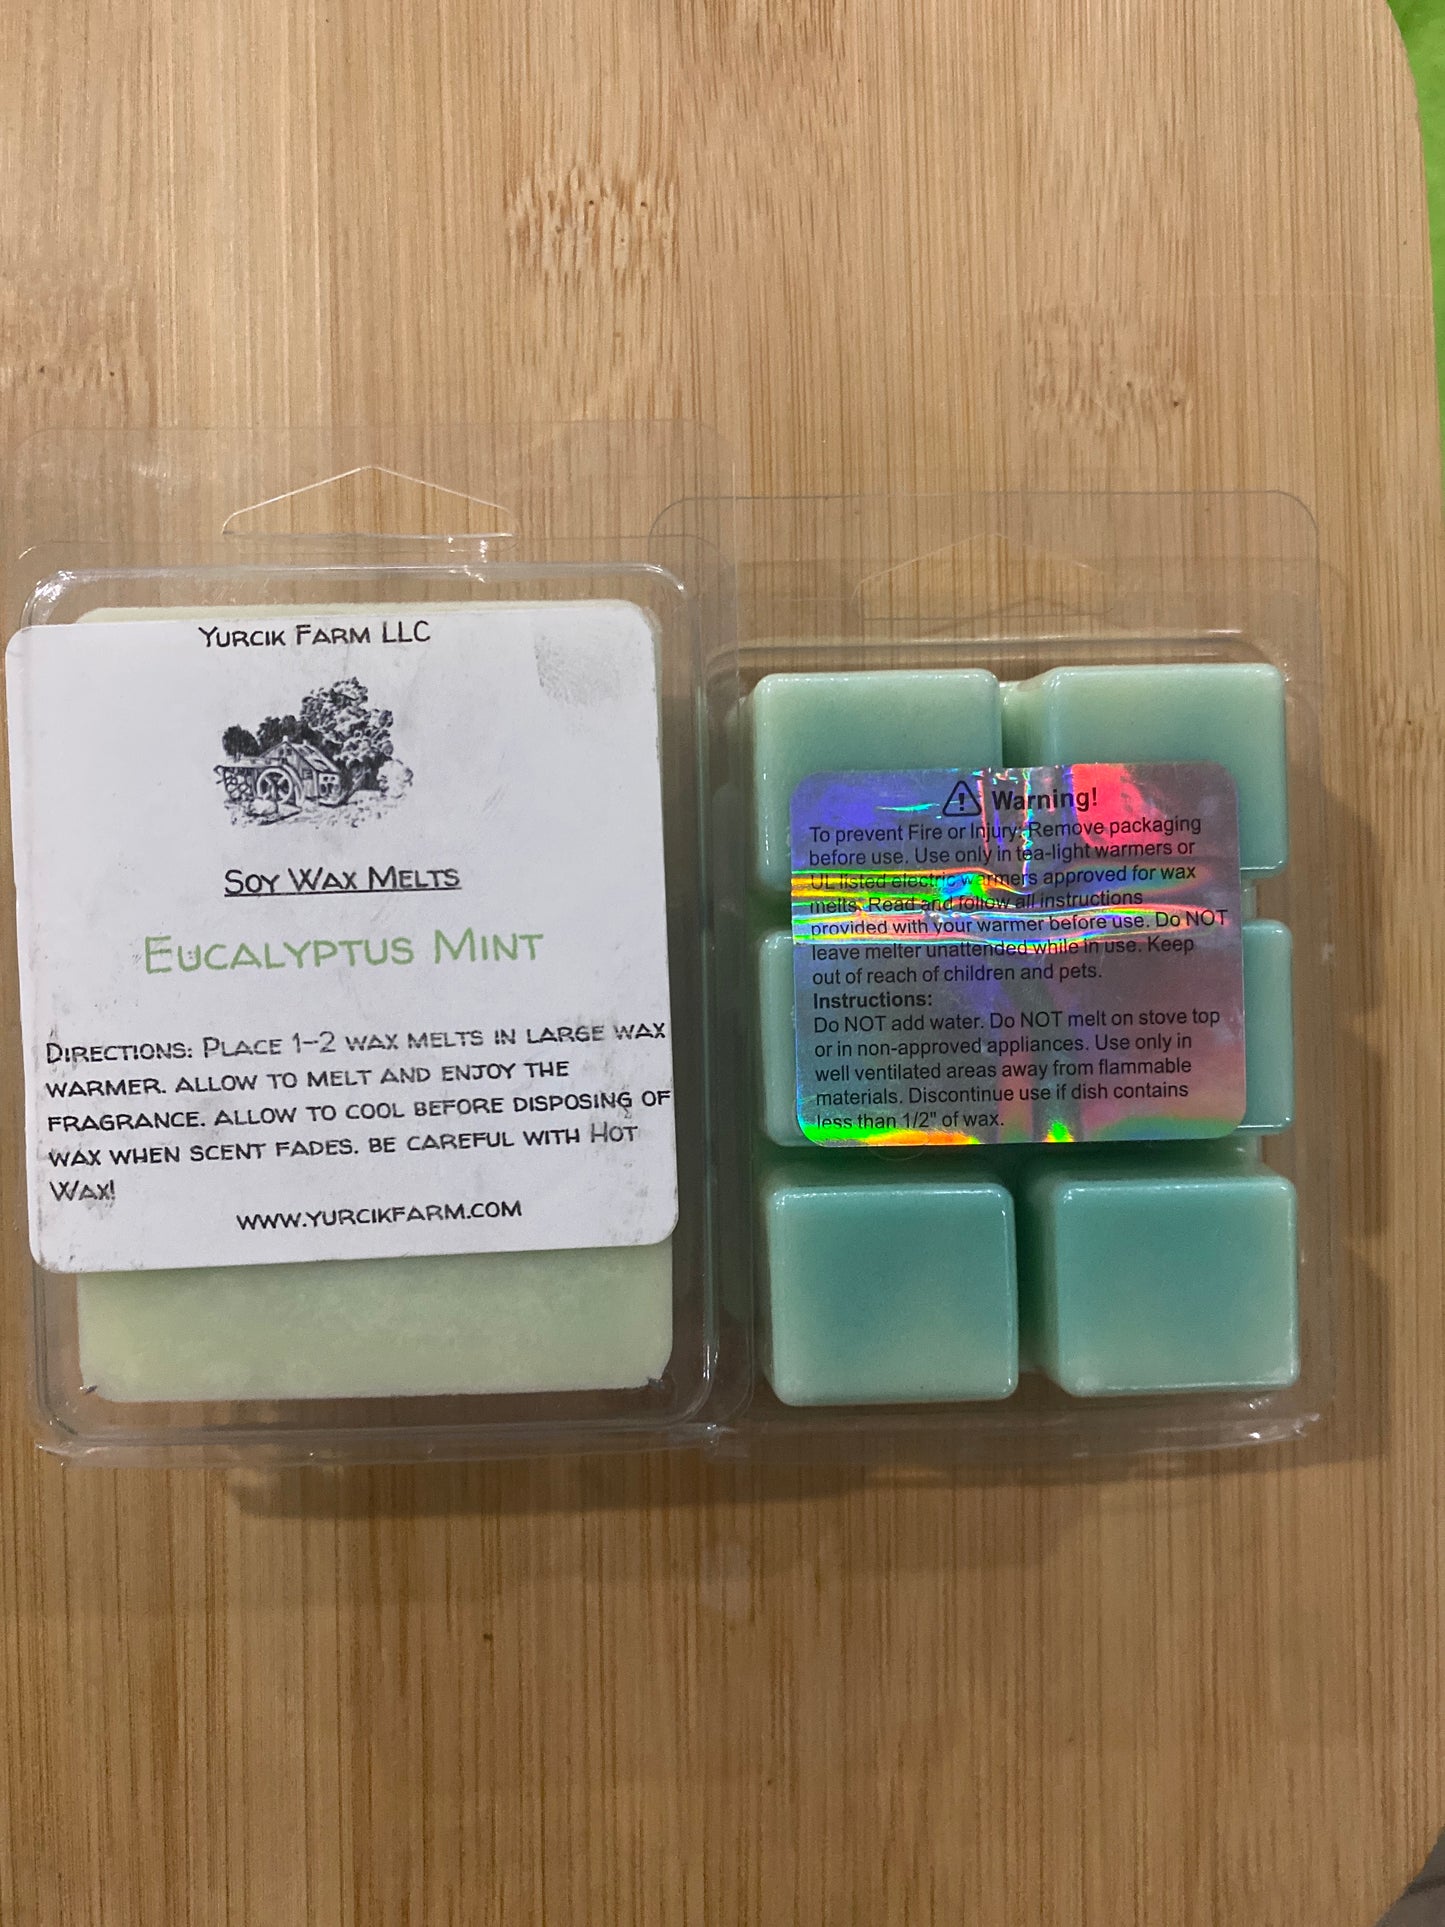 Yurcik Farm LLC
Soy Wax Melts
Eucalyptus Mint
Directions: Place 1-2 wax melts in large wax
warmer. Allow to melt and enjoy the
fragrance. Allow to cool before disposing of
wax when scent fades. Be careful with Hot
Wax!
www.yurcikfarm.com
Warning!
To prevent Fire or Injury: Remove packaging
before use. Use only in tea-light warmers or
UL listed electric warmers approved for wax
melts. Read and follow all instructions
provided with your warmer before use. Do NOT
leave melter unattended while in use. Keep
out of reach of children and pets.
Instructions:
Do NOT add water. Do NOT melt on stove top
or in non-approved appliances. Use only in
well ventilated areas away from flammable
materials. Discontinue use if dish contains
less than 1/2" of wax.